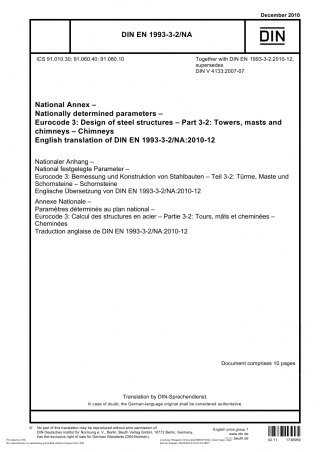 December 2010
DIN EN 1993-3-2/NA
DIN
ICS 91.010.30; 91.060.40; 91.080.10
Together with DIN EN 1993-3-2:2010-12,
supersedes
DIN V 4133:2007-07
National Annex –
Nationally determined parameters –
Eurocode 3: Design of steel structures – Part 3-2: Towers, masts and
chimneys – Chimneys
English translation of DIN EN 1993-3-2/NA:2010-12
Nationaler Anhang –
National festgelegte Parameter –
Eurocode 3: Bemessung und Konstruktion von Stahlbauten – Teil 3-2: Türme, Maste und
Schornsteine – Schornsteine
Englische Übersetzung von DIN EN 1993-3-2/NA:2010-12
Annexe Nationale –
Paramètres déterminés au plan national –
Eurocode 3: Calcul des structures en acier – Partie 3-2: Tours, mâts et cheminées –
Cheminées
Traduction anglaise de DIN EN 1993-3-2/NA:2010-12
Document comprises 10 pages
Translation by DIN-Sprachendienst.
In case of doubt, the German-language original shall be considered authoritative.
© No part of this translation may be reproduced without prior permission of
DIN Deutsches Institut für Normung e. V., Berlin. Beuth Verlag GmbH, 10772 Berlin, Germany,
has the exclusive right of sale for German Standards (DIN-Normen).
English price group 7
www.din.de
beuth.de
02.11